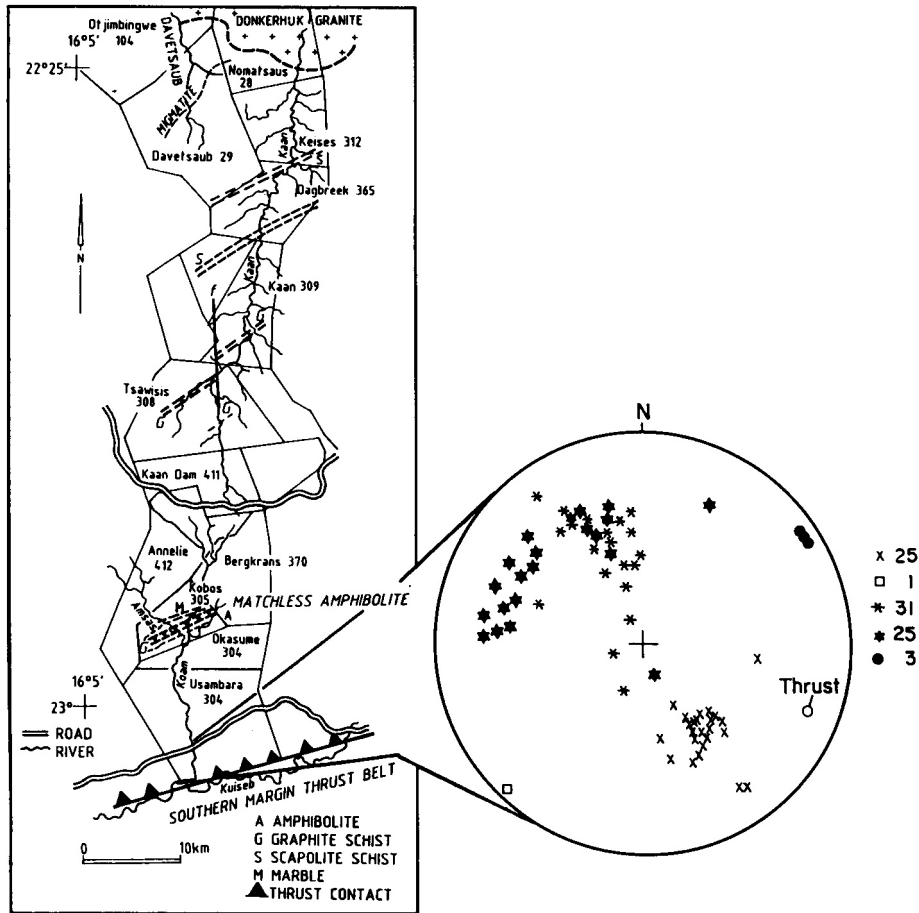 Otjimbingwe
104
16°5'
22°25'
DAVETSAUB
DONKERHUK GRANITE
Nomatsaus
28
MIGMATITE
Davetsaub 29
Kaan
Keises 312
S
Dagbreek 365
S
Kaan
Kaan 309
N
f
G
Tsawisis
308
G
G
Kaan Dam 411
Annelie
412
Bergkrans 370
Kobos
305
M
A
MATCHLESS AMPHIBOLITE
Amsas
G
Okasume
304
Koam
Usambara
304
16°5'
23°
ROAD
RIVER
Kuiseb
SOUTHERN MARGIN THRUST BELT
A AMPHIBOLITE
G GRAPHITE SCHIST
S SCAPOLITE SCHIST
M MARBLE
THRUST CONTACT
0 10km
N
Thrust
x 25
1
31
25
3